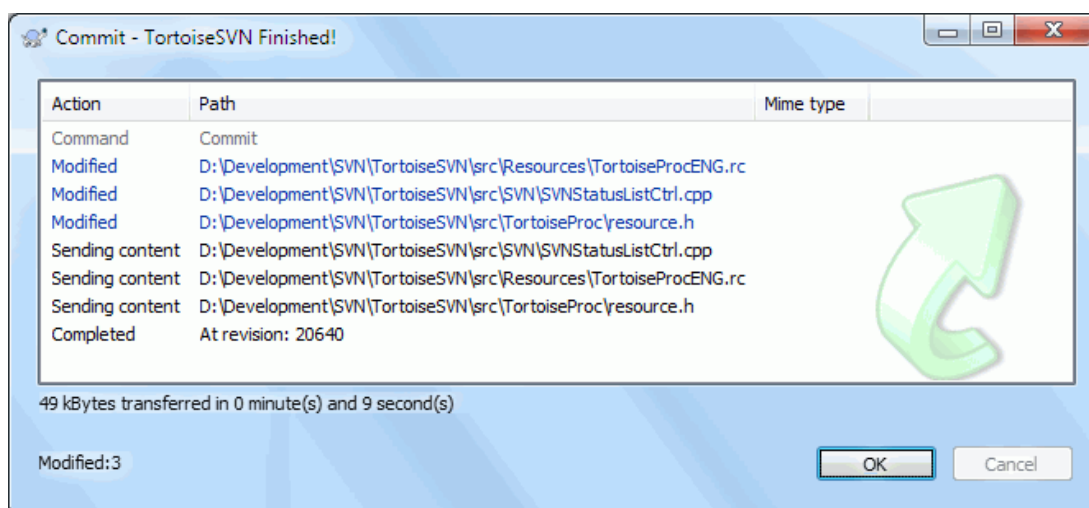 Commit - TortoiseSVN Finished!
Action Path Mime type
Command Commit
Modified D:\Development\SVN\TortoiseSVN\src\Resources\TortoiseProcENG.rc
Modified D:\Development\SVN\TortoiseSVN\src\SVN\SVNStatusListCtrl.cpp
Modified D:\Development\SVN\TortoiseSVN\src\TortoiseProc\resource.h
Sending content D:\Development\SVN\TortoiseSVN\src\SVN\SVNStatusListCtrl.cpp
Sending content D:\Development\SVN\TortoiseSVN\src\Resources\TortoiseProcENG.rc
Sending content D:\Development\SVN\TortoiseSVN\src\TortoiseProc\resource.h
Completed At revision: 20640
49 kBytes transferred in 0 minute(s) and 9 second(s)
Modified:3 OK Cancel